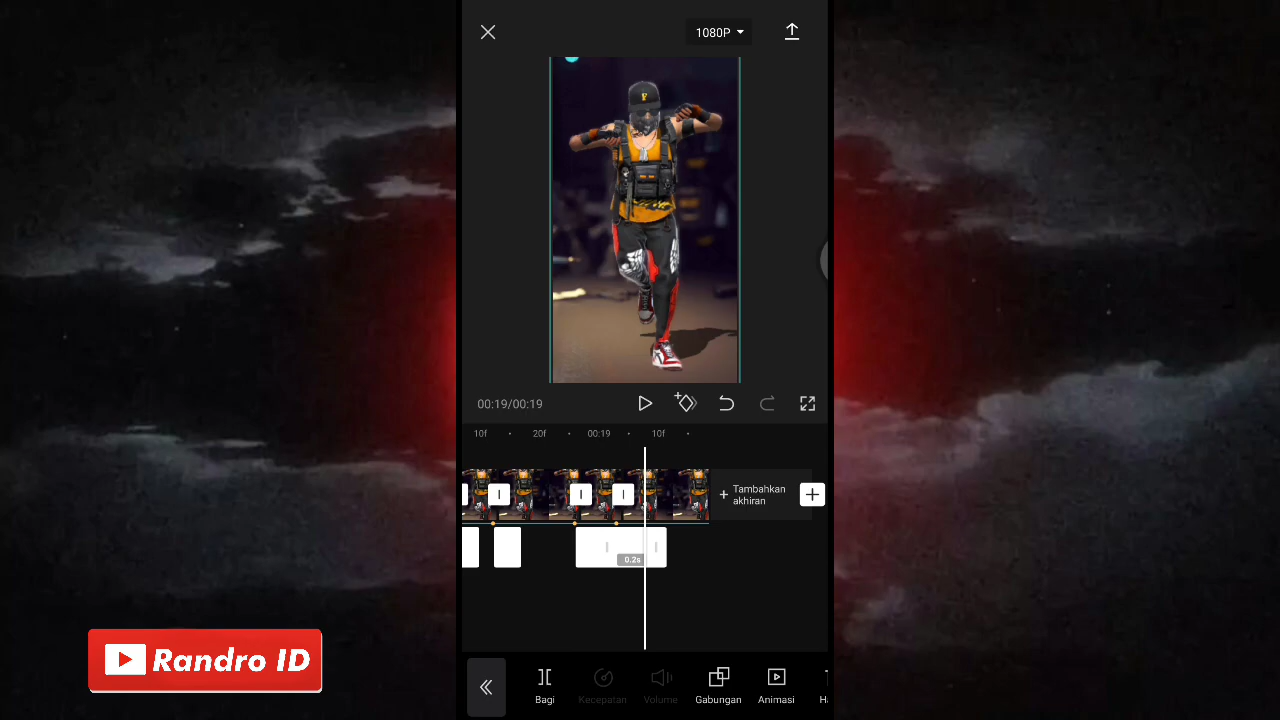 1080P
F
00:19/00:19
10f
20f
00:19
10f
Tambahkan
akhiran
0.2s
Randro ID
Bagi
Kecepatan
Volume
Gabungan
Animasi